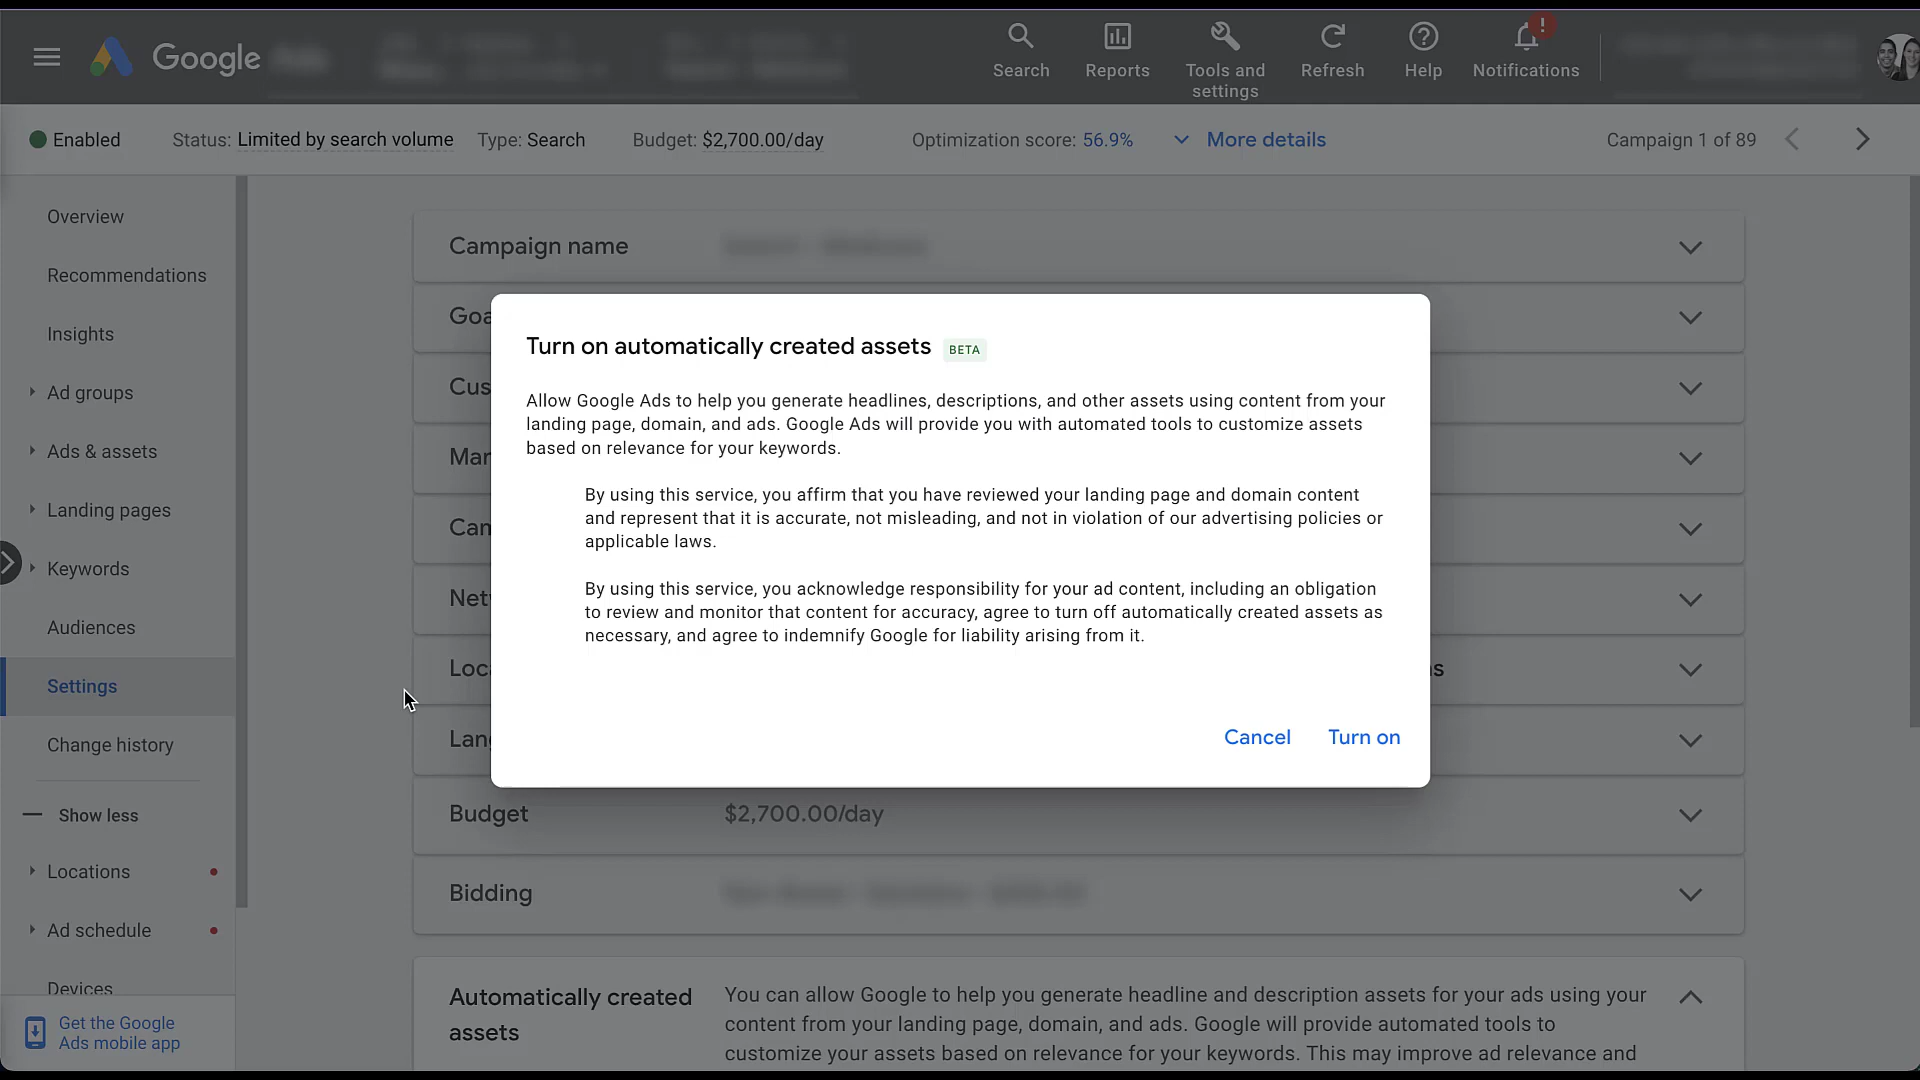 Google Ads
Search
Reports
Tools and
settings
Refresh
Help
!
Notifications
Enabled
Status: Limited by search volume
Type: Search
Budget: $2,700.00/day
Optimization score: 56.9%
More details
Campaign 1 of 89
Overview
Recommendations
Insights
Ad groups
Ads & assets
Landing pages
Keywords
Audiences
Settings
Change history
Show less
Locations
Ad schedule
Devices
Get the Google
Ads mobile app
Campaign name
Goa
Cus
Mar
Cam
Net
Loc
s
Lang
Turn on automatically created assets BETA
Allow Google Ads to help you generate headlines, descriptions, and other assets using content from your
landing page, domain, and ads. Google Ads will provide you with automated tools to customize assets
based on relevance for your keywords.
By using this service, you affirm that you have reviewed your landing page and domain content
and represent that it is accurate, not misleading, and not in violation of our advertising policies or
applicable laws.
By using this service, you acknowledge responsibility for your ad content, including an obligation
to review and monitor that content for accuracy, agree to turn off automatically created assets as
necessary, and agree to indemnify Google for liability arising from it.
Cancel
Turn on
Budget
$2,700.00/day
Bidding
Automatically created
assets
You can allow Google to help you generate headline and description assets for your ads using your
content from your landing page, domain, and ads. Google will provide automated tools to
customize your assets based on relevance for your keywords. This may improve ad relevance and